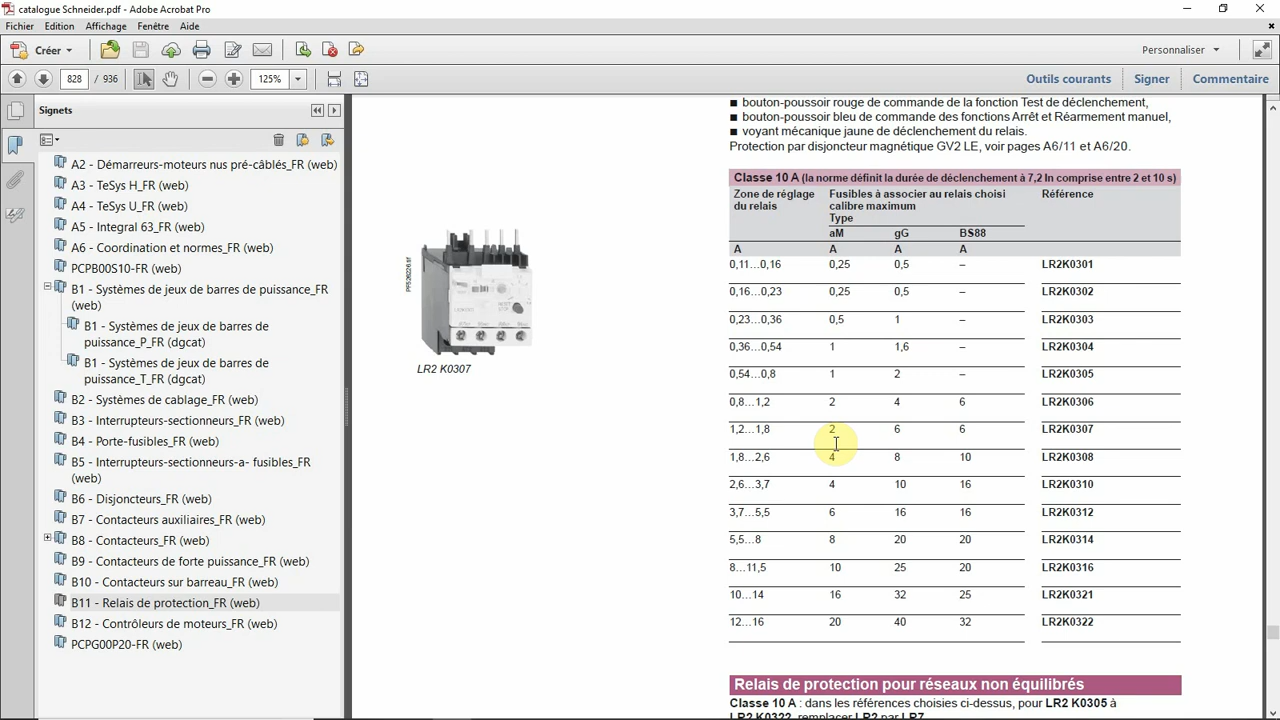 catalogue Schneider.pdf - Adobe Acrobat Pro
Fichier Edition Affichage Fenêtre Aide
Créer
Personnaliser
828 / 936
125%
Outils courants Signer Commentaire
Signets
A2 - Démarreurs-moteurs nus pré-câblés_FR (web)
A3 - TeSys H_FR (web)
A4 - TeSys U_FR (web)
A5 - Integral 63_FR (web)
A6 - Coordination et normes_FR (web)
PCPB00S10-FR (web)
B1 - Systèmes de jeux de barres de puissance_FR
(web)
B1 - Systèmes de jeux de barres de
puissance_P_FR (dgcat)
B1 - Systèmes de jeux de barres de
puissance_T_FR (dgcat)
B2 - Systèmes de cablage_FR (web)
B3 - Interrupteurs-sectionneurs_FR (web)
B4 - Porte-fusibles_FR (web)
B5 - Interrupteurs-sectionneurs-a- fusibles_FR
(web)
B6 - Disjoncteurs_FR (web)
B7 - Contacteurs auxiliaires_FR (web)
B8 - Contacteurs_FR (web)
B9 - Contacteurs de forte puissance_FR (web)
B10 - Contacteurs sur barreau_FR (web)
B11 - Relais de protection_FR (web)
B12 - Contrôleurs de moteurs_FR (web)
PCPG00P20-FR (web)
LR2 K0307
■ bouton-poussoir rouge de commande de la fonction Test de déclenchement,
■ bouton-poussoir bleu de commande des fonctions Arrêt et Réarmement manuel,
■ voyant mécanique jaune de déclenchement du relais.
Protection par disjoncteur magnétique GV2 LE, voir pages A6/11 et A6/20.
Classe 10 A (la norme définit la durée de déclenchement à 7,2 In comprise entre 2 et 10 s)
Zone de réglage Fusibles à associer au relais choisi Référence
du relais calibre maximum
Type
aM gG BS88
A A A A
0,11…0,16 0,25 0,5 – LR2K0301
0,16…0,23 0,25 0,5 – LR2K0302
0,23…0,36 0,5 1 – LR2K0303
0,36…0,54 1 1,6 – LR2K0304
0,54…0,8 1 2 – LR2K0305
0,8…1,2 2 4 6 LR2K0306
1,2…1,8 2 6 6 LR2K0307
1,8…2,6 4 8 10 LR2K0308
2,6…3,7 4 10 16 LR2K0310
3,7…5,5 6 16 16 LR2K0312
5,5…8 8 20 20 LR2K0314
8…11,5 10 25 20 LR2K0316
10…14 16 32 25 LR2K0321
12…16 20 40 32 LR2K0322
Relais de protection pour réseaux non équilibrés
Classe 10 A : dans les références choisies ci-dessus, pour LR2 K0305 à
LR2 K0322, remplacer LR2 par LR7.